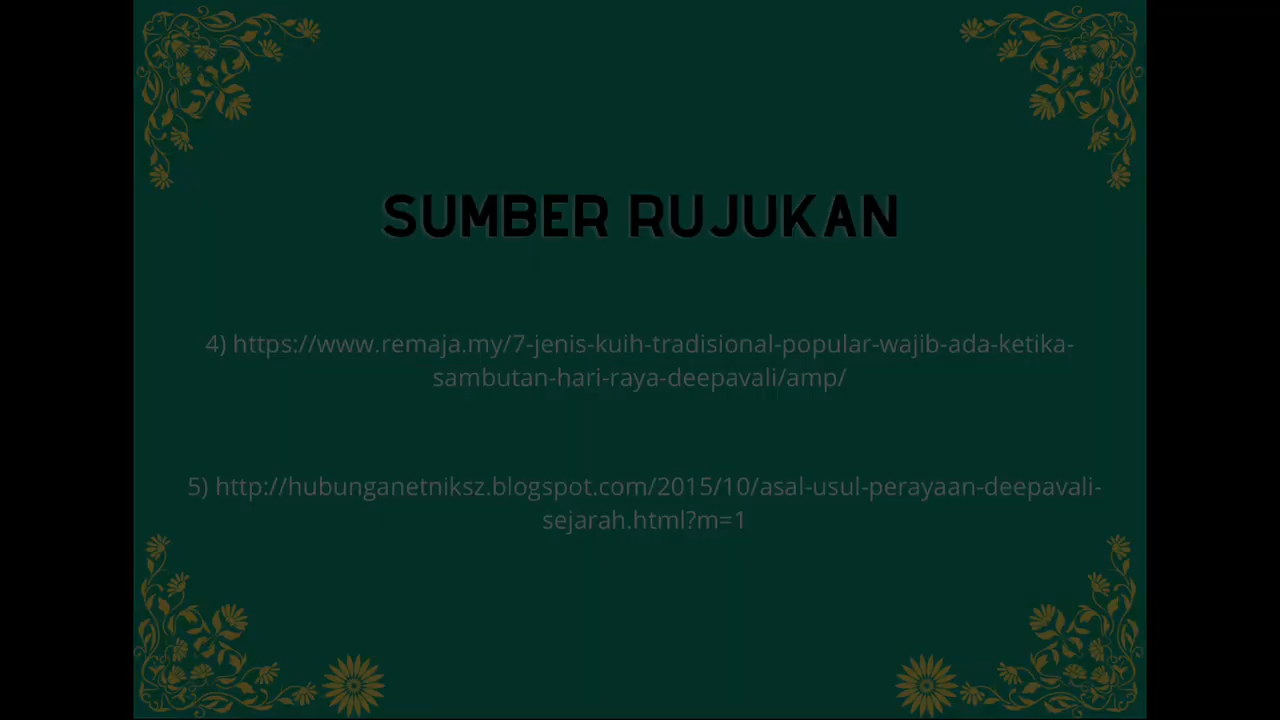 SUMBER RUJUKAN
4) https://www.remaja.my/7-jenis-kuih-tradisional-popular-wajib-ada-ketika-
sambutan-hari-raya-deepavali/amp/
5) http://hubunganetniksz.blogspot.com/2015/10/asal-usul-perayaan-deepavali-
sejarah.html?m=1